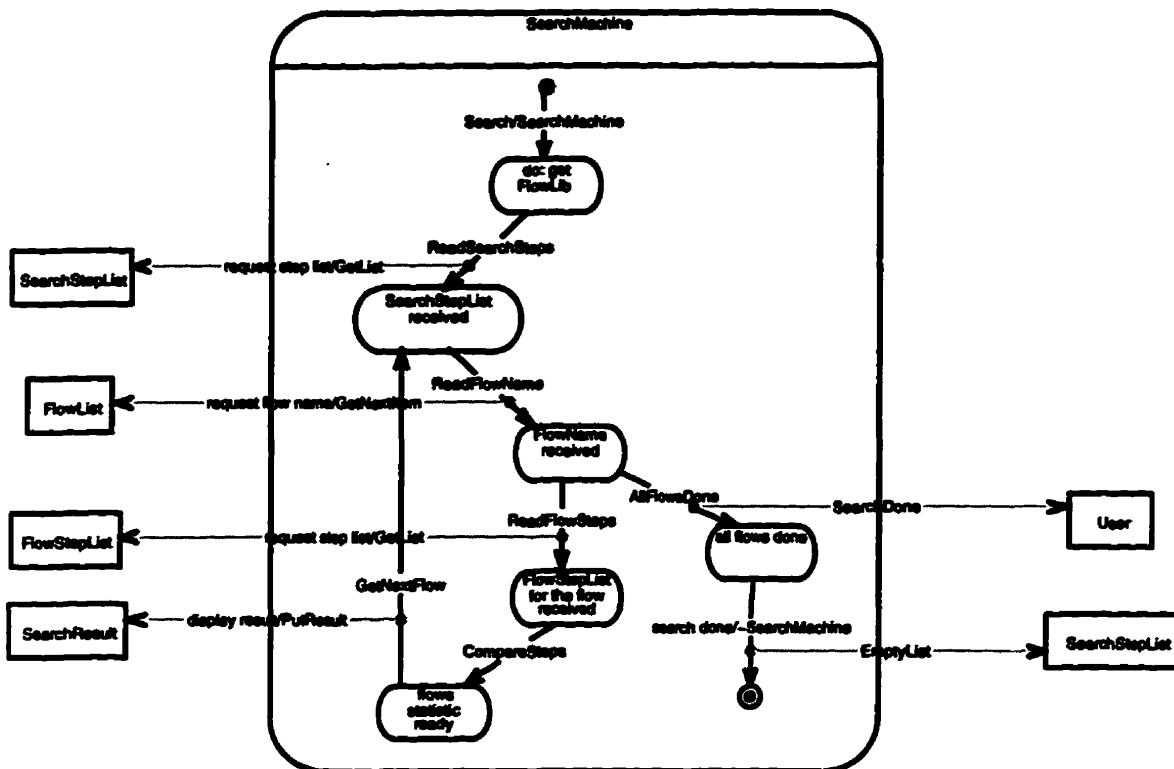 SearchMachine
Search/SearchMachine
do: get
FlowLib
ReadSearchSteps
request step list/GetList
SearchStepList
SearchStepList
received
ReadFlowName
FlowList
request flow name/GetNextNam
FlowName
received
AllFlowsDone
SearchDone
User
ReadFlowSteps
FlowStepList
request step list/GetList
all flows done
FlowStepList
for the flow
received
GetNextFlow
SearchResult
display result/PutResult
search done/~SearchMachine
CompareSteps
EmptyList
SearchStepList
flows
statistic
ready